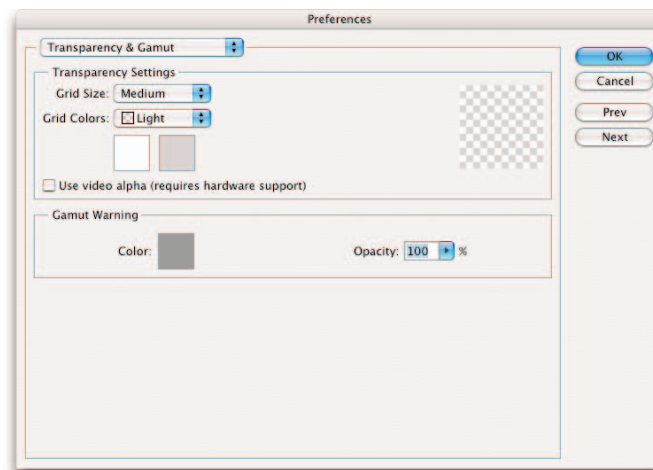 Preferences
Transparency & Gamut
OK
Cancel
Prev
Next
Transparency Settings
Grid Size: Medium
Grid Colors: Light
Use video alpha (requires hardware support)
Gamut Warning
Color:
Opacity: 100 %